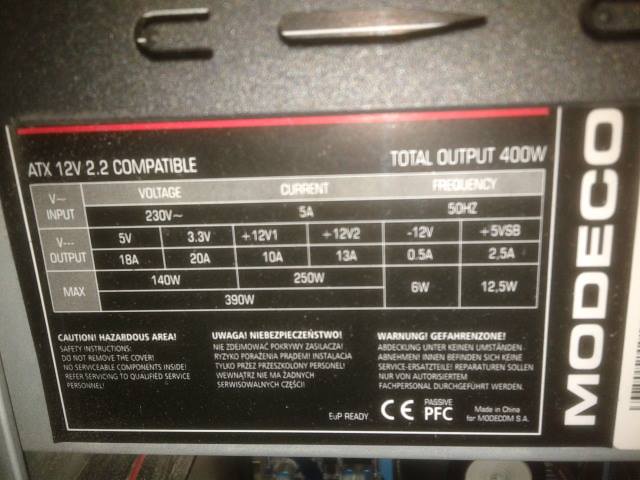 ATX 12V 2.2 COMPATIBLE TOTAL OUTPUT 400W
V~ INPUT VOLTAGE CURRENT FREQUENCY
230V~ 5A 50HZ
V--- OUTPUT 5V 3.3V +12V1 +12V2 -12V +5VSB
18A 20A 10A 13A 0.5A 2,5A
MAX 140W 250W 6W 12,5W
390W
CAUTION! HAZARDOUS AREA!
SAFETY INSTRUCTIONS:
DO NOT REMOVE THE COVER!
NO SERVICEABLE COMPONENTS INSIDE!
REFER SERVICING TO QUALIFIED SERVICE
PERSONNEL!
UWAGA! NIEBEZPIECZEŃSTWO!
NIE ZDEJMOWAĆ POKRYWY ZASILACZA!
RYZYKO PORAŻENIA PRĄDEM! INSTALACJA
TYLKO PRZEZ PRZESZKOLONY PERSONEL!
WEWNĄTRZ NIE MA ŻADNYCH
SERWISOWALNYCH CZĘŚCI!
WARNUNG! GEFAHRENZONE!
ABDECKUNG UNTER KEINEN UMSTÄNDEN
ABNEHMEN! INNEN BEFINDEN SICH KEINE
SERVICE-ERSATZTEILE! REPARATUREN SOLLEN
NUR VON AUTORISIERTEM
FACHPERSONAL DURCHGEFÜHRT WERDEN.
EuP READY CE PASSIVE PFC
Made in China
for MODECOM S.A.
MODECO